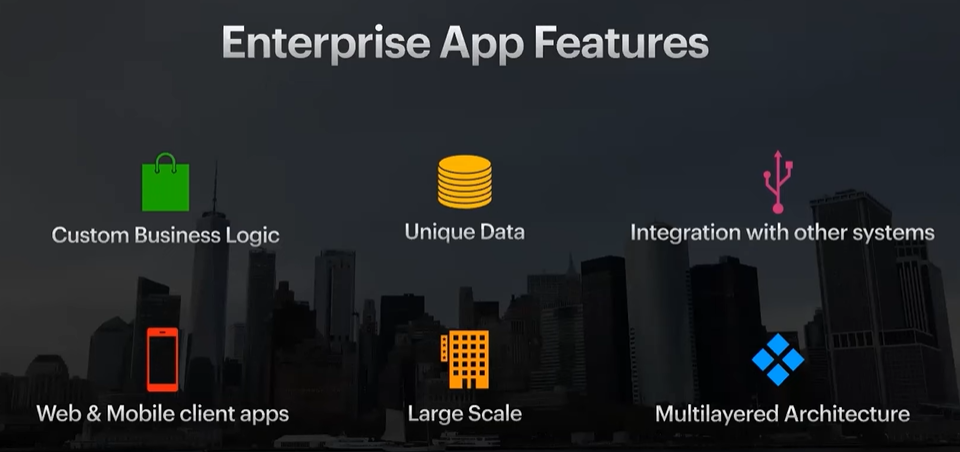 Enterprise App Features
Custom Business Logic
Unique Data
Integration with other systems
Web & Mobile client apps
Large Scale
Multilayered Architecture